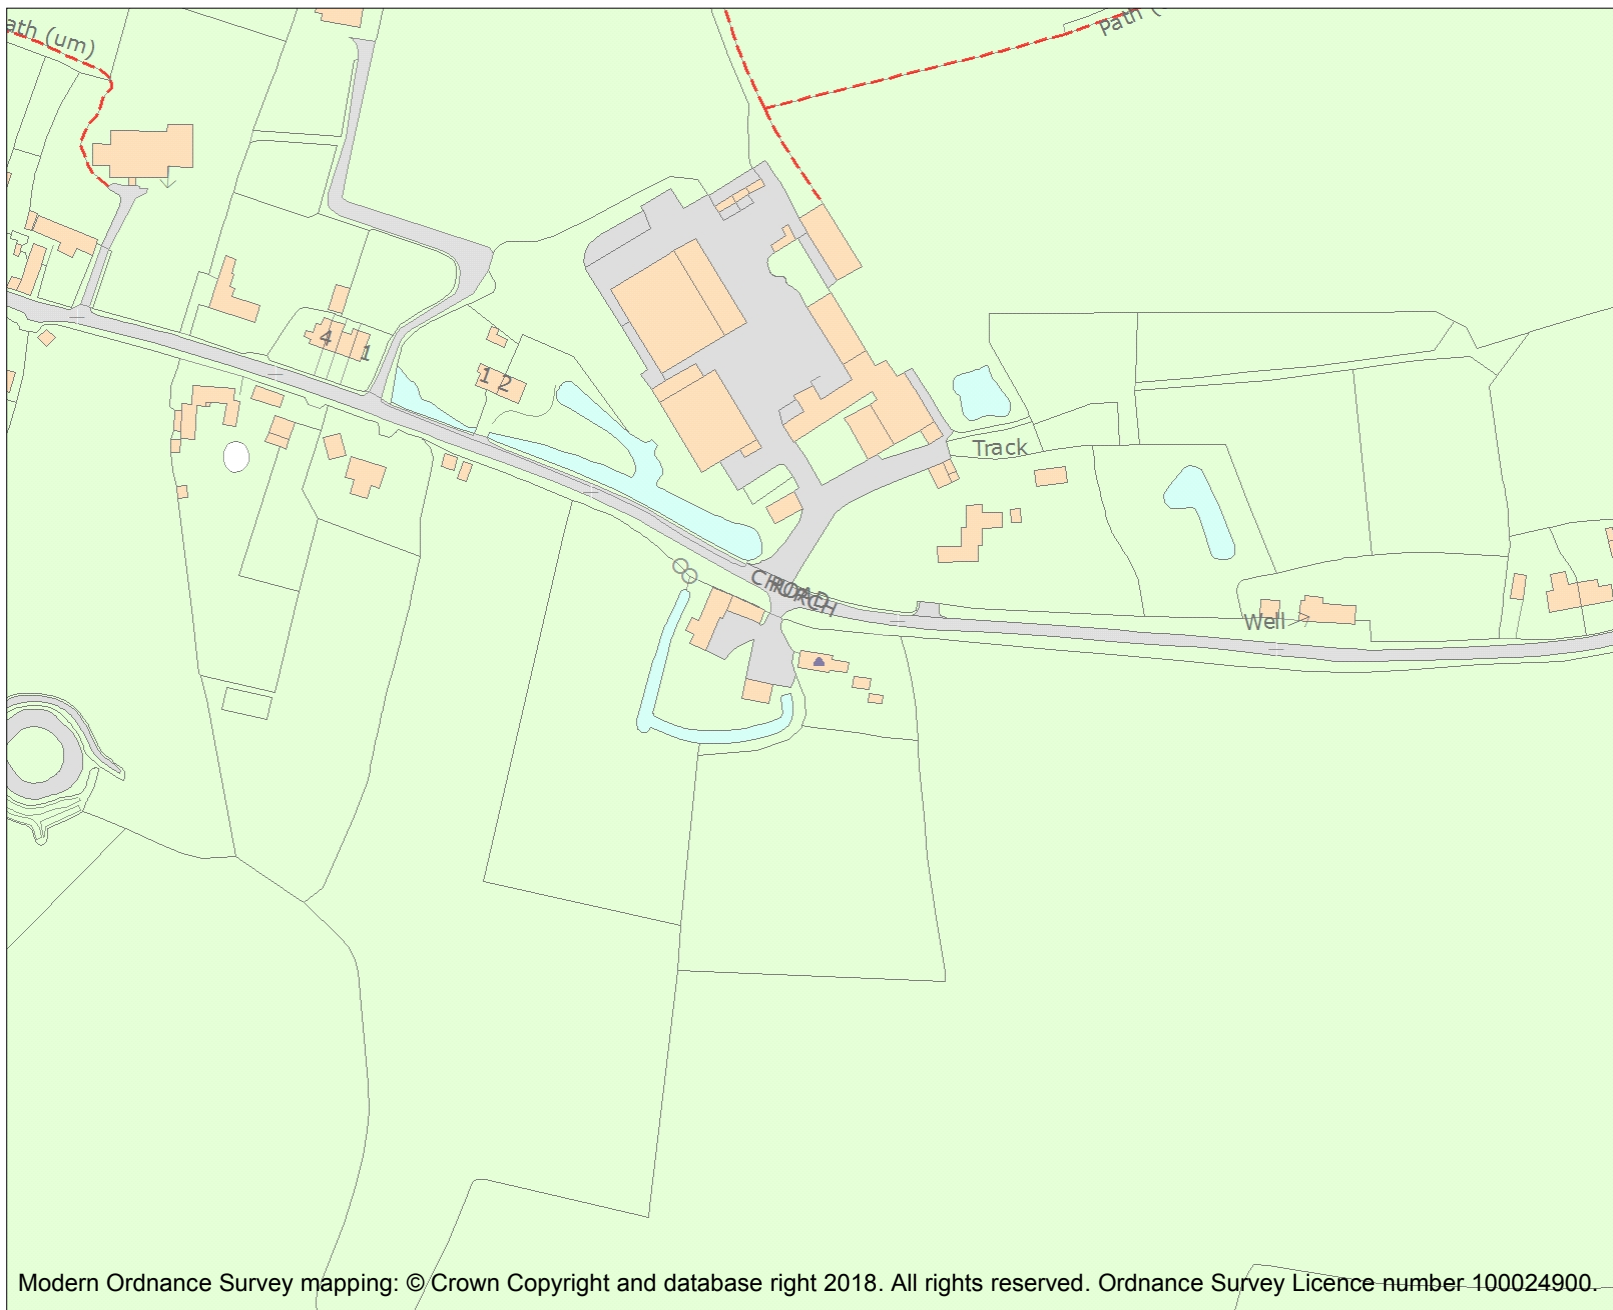 ath (um)
Path (
4
1
1 2
Track
CHURCH
ROAD
Well
Modern Ordnance Survey mapping: © Crown Copyright and database right 2018. All rights reserved. Ordnance Survey Licence number 100024900.